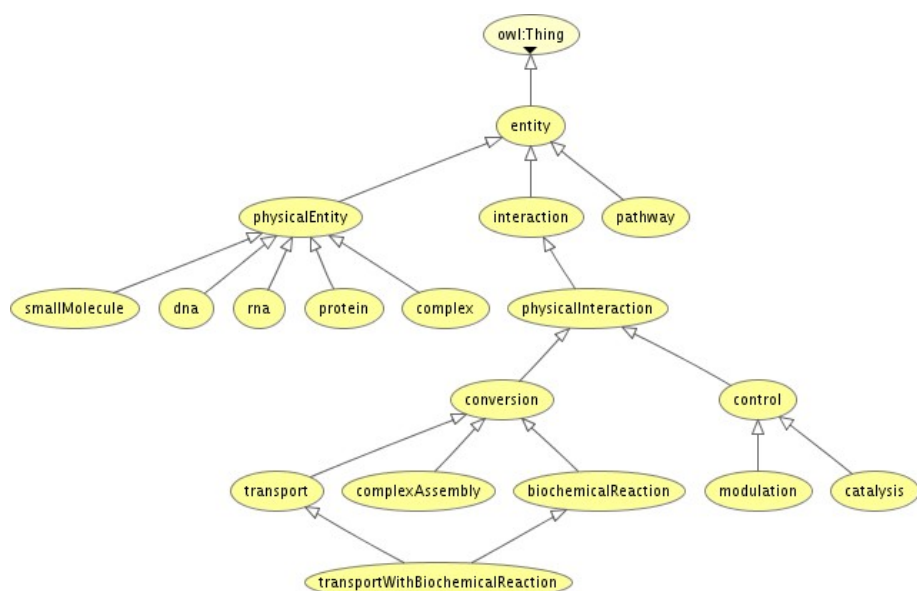 owl:Thing
entity
physicalEntity
interaction
pathway
smallMolecule
dna
rna
protein
complex
physicalInteraction
conversion
control
transport
complexAssembly
biochemicalReaction
modulation
catalysis
transportWithBiochemicalReaction